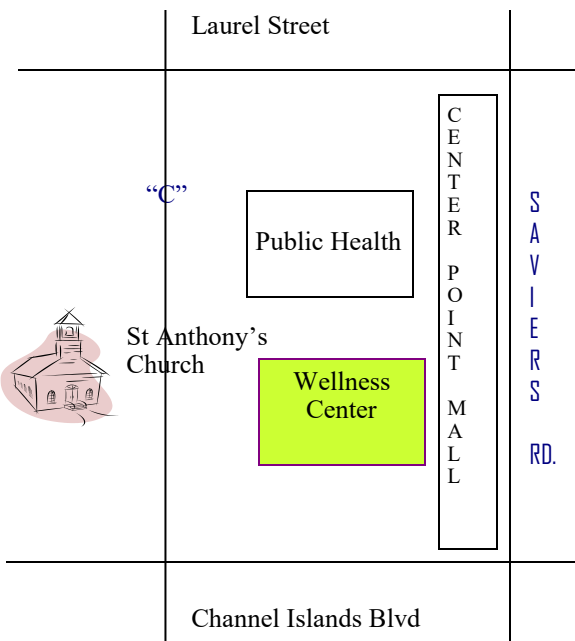 Laurel Street
“C”
Public Health
CENTER POINT MALL
SAVIERS RD.
St Anthony’s
Church
Wellness
Center
Channel Islands Blvd